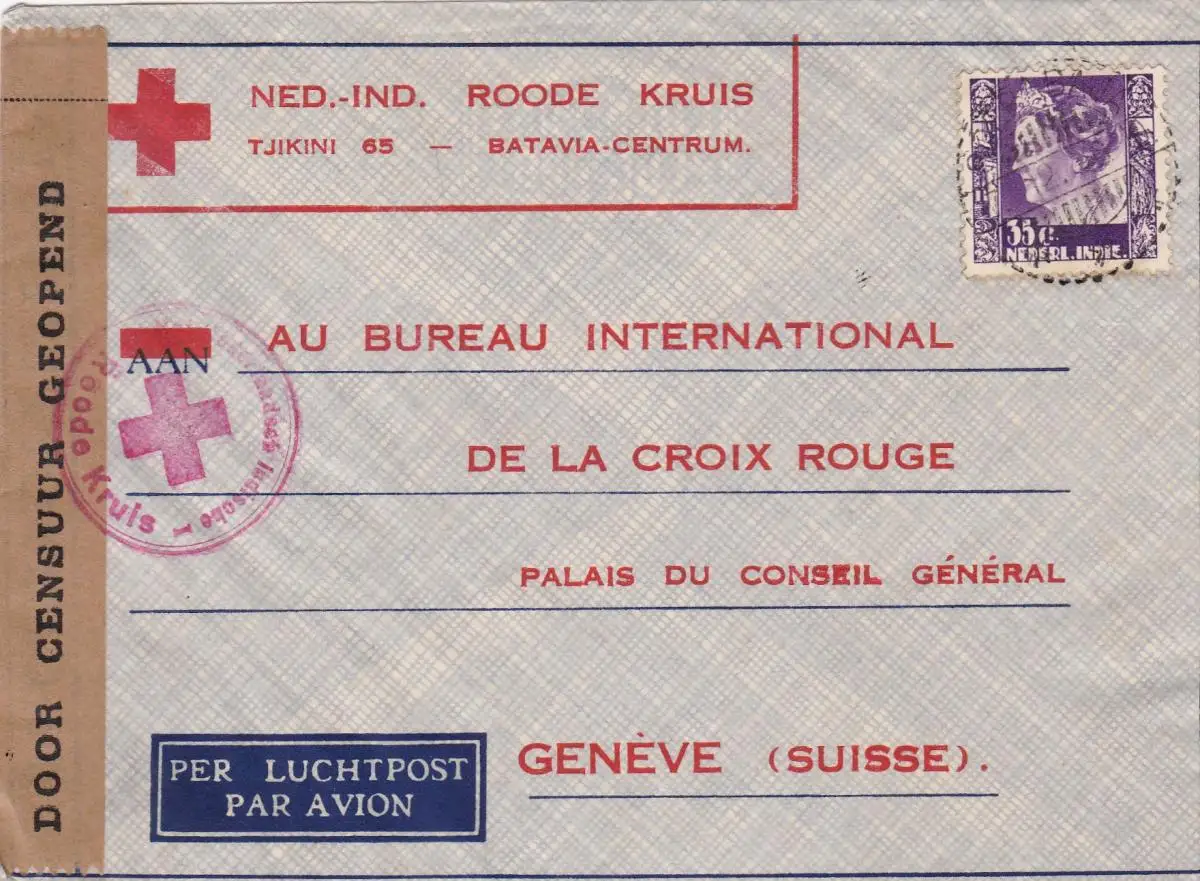 NED.-IND. ROODE KRUIS
TJIKINI 65 — BATAVIA-CENTRUM.
35 C.
NEDERL. INDIE.
DOOR CENSUUR GEOPEND
AAN AU BUREAU INTERNATIONAL
DE LA CROIX ROUGE
PALAIS DU CONSEIL GÉNÉRAL
GENÈVE (SUISSE).
Indische -
Roode Kruis
PER LUCHTPOST
PAR AVION